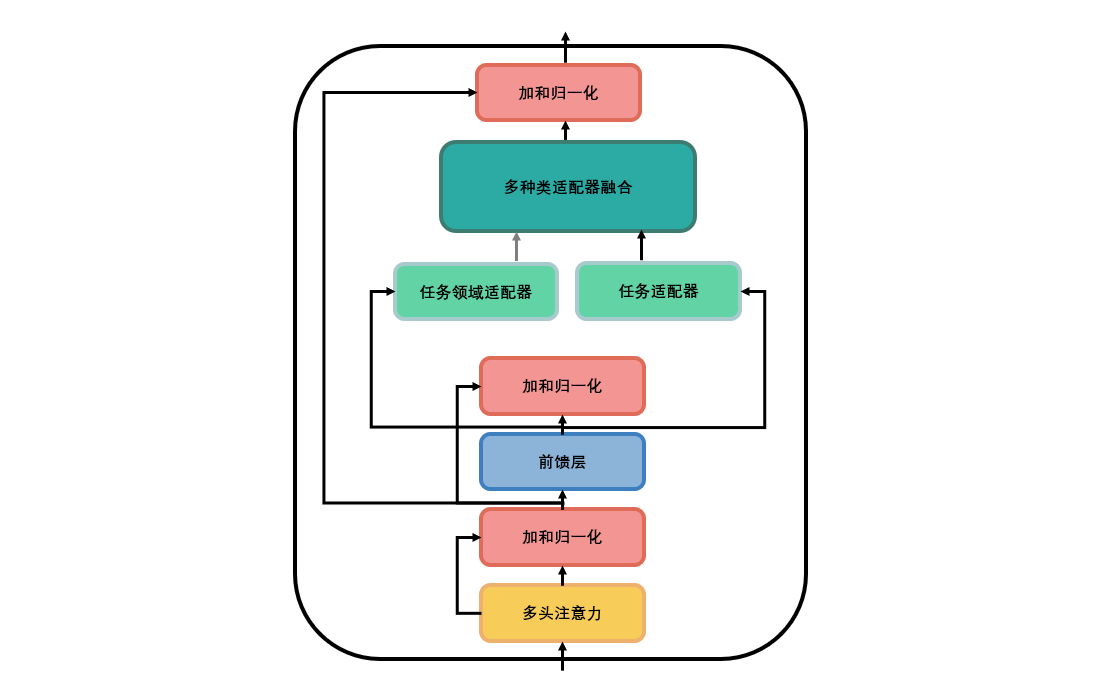 加和归一化
多种类适配器融合
任务领域适配器
任务适配器
加和归一化
前馈层
加和归一化
多头注意力